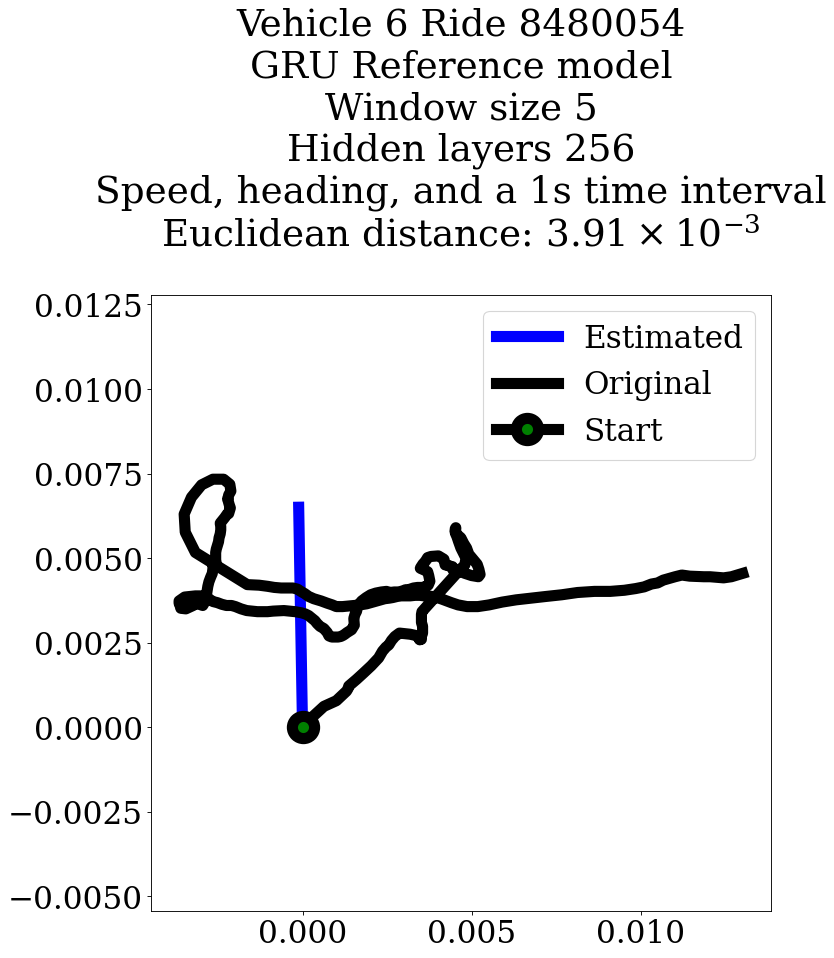 Vehicle 6 Ride 8480054
GRU Reference model
Window size 5
Hidden layers 256
Speed, heading, and a 1s time interval
Euclidean distance: 3.91 × 10⁻³
0.0125
0.0100
0.0075
0.0050
0.0025
0.0000
−0.0025
−0.0050
Estimated
Original
Start
0.000 0.005 0.010